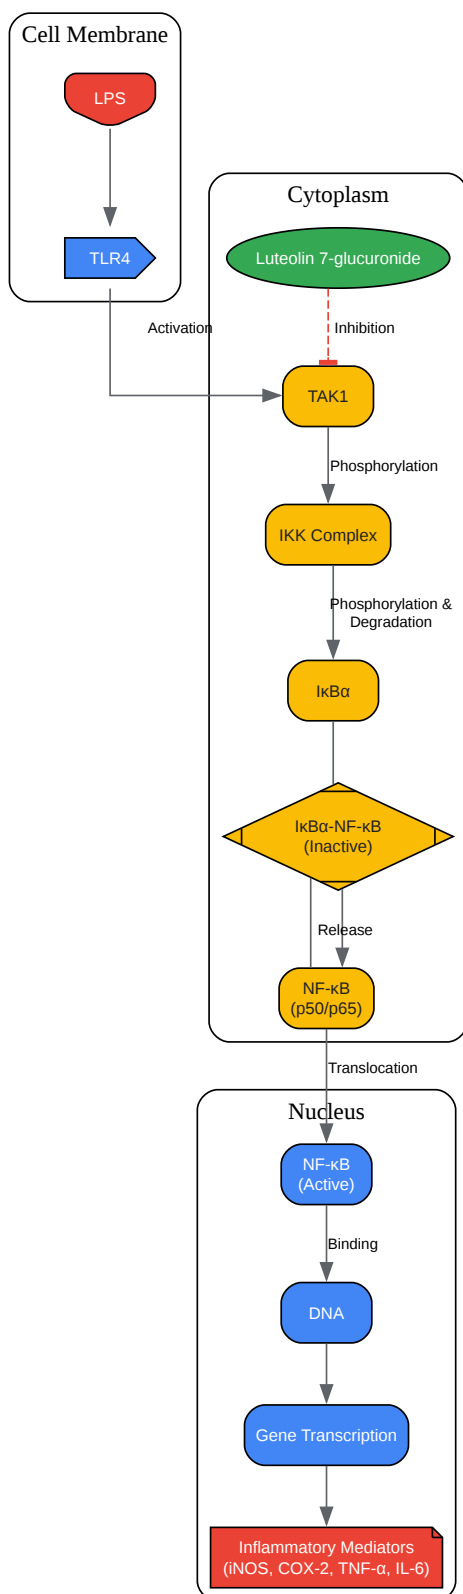 Cell Membrane
LPS
TLR4
Cytoplasm
Luteolin 7-glucuronide
Activation
Inhibition
TAK1
Phosphorylation
IKK Complex
Phosphorylation &
Degradation
IκBα
IκBα-NF-κB
(Inactive)
Release
NF-κB
(p50/p65)
Translocation
Nucleus
NF-κB
(Active)
Binding
DNA
Gene Transcription
Inflammatory Mediators
(iNOS, COX-2, TNF-α, IL-6)